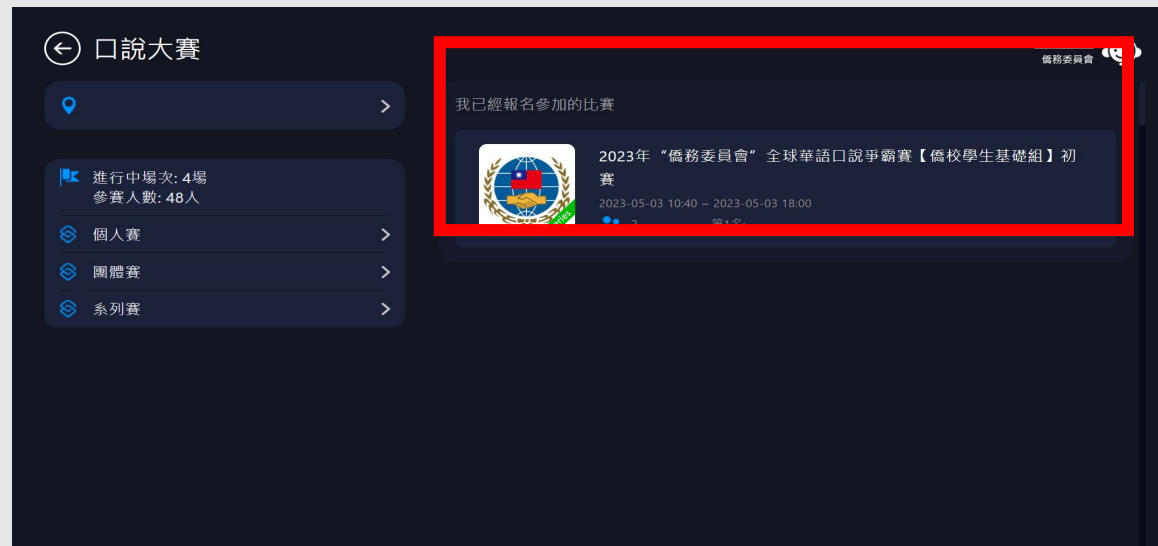 口說大賽
僑務委員會
進行中場次: 4場
參賽人數: 48人
個人賽
團體賽
系列賽
我已經報名參加的比賽
2023年“僑務委員會”全球華語口說爭霸賽【僑校學生基礎組】初
賽
2023-05-03 10:40 ~ 2023-05-03 18:00